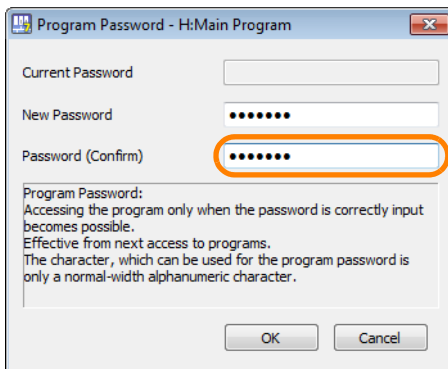 Program Password - H:Main Program
Current Password
New Password •••••••
Password (Confirm) •••••••
Program Password:
Accessing the program only when the password is correctly input
becomes possible.
Effective from next access to programs.
The character, which can be used for the program password is
only a normal-width alphanumeric character.
OK Cancel